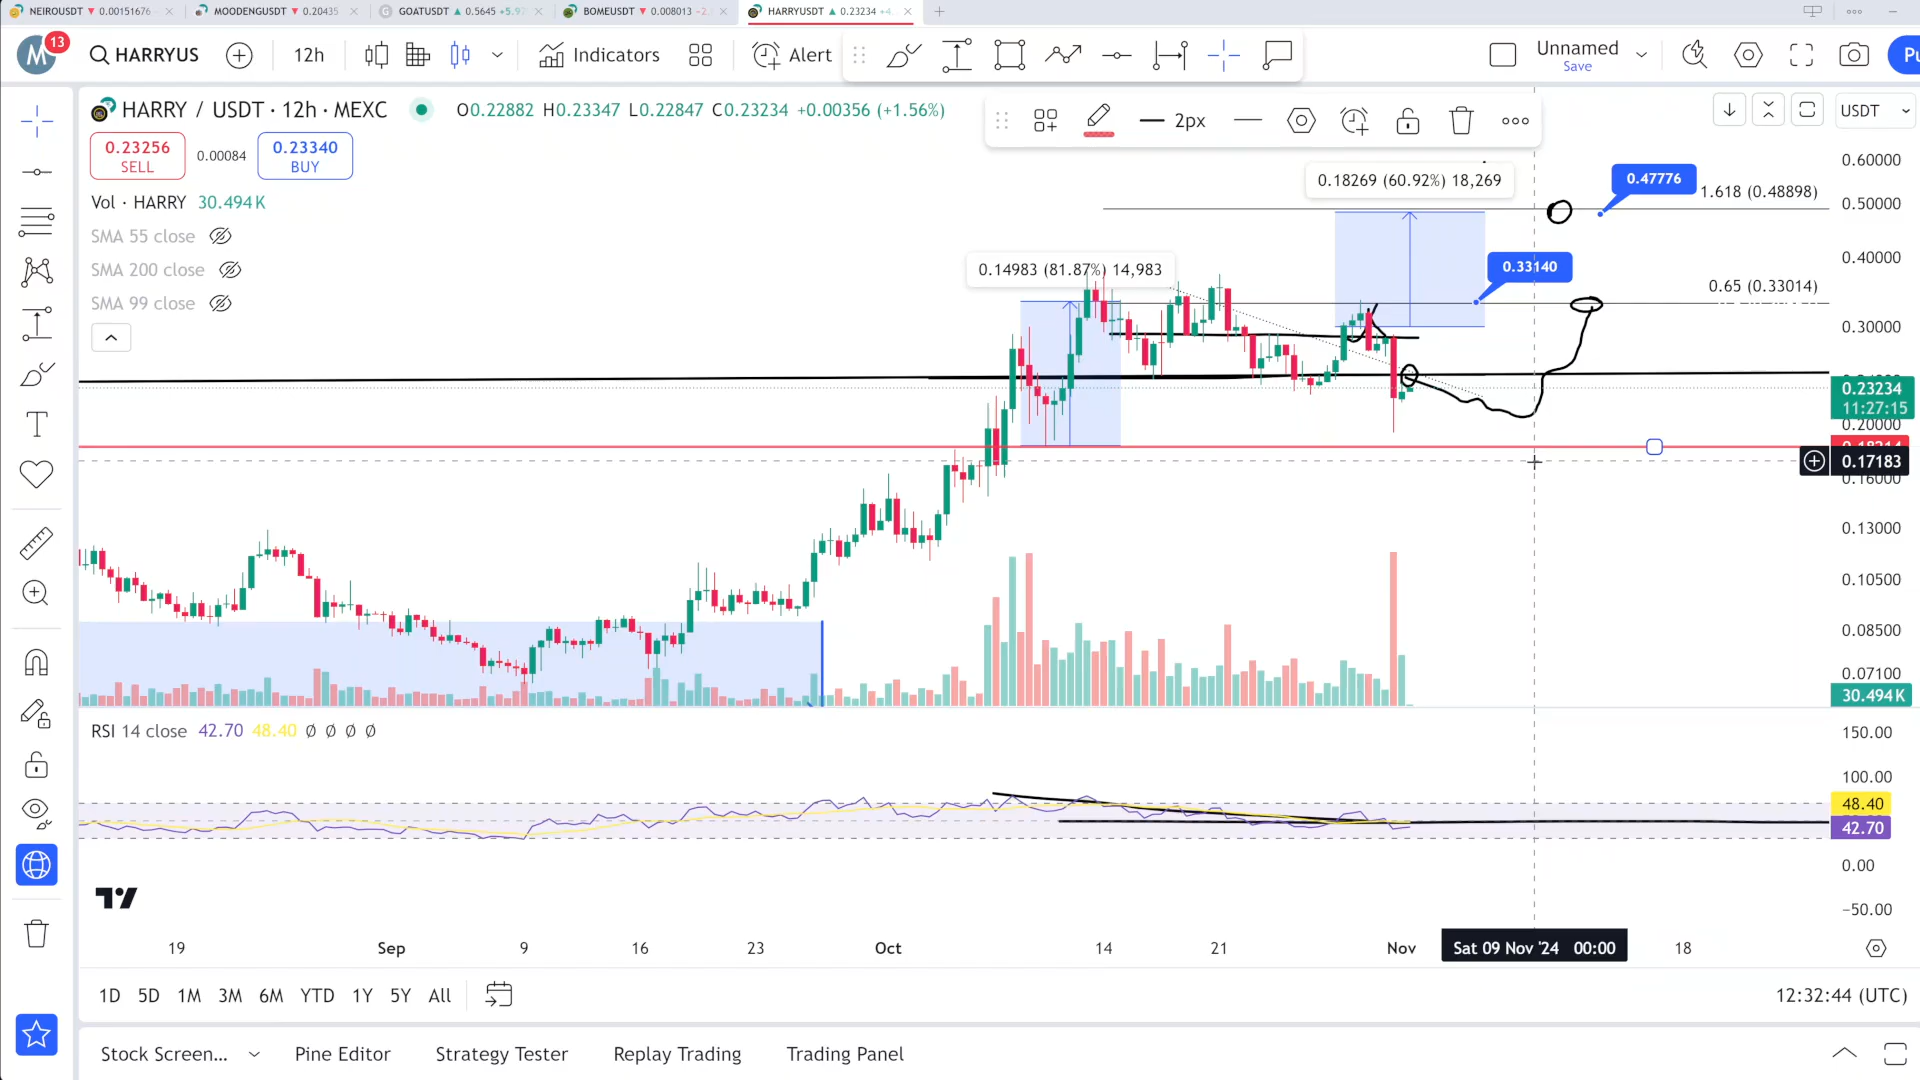 NEIROUSDT ▼ 0.00151676
MOODENGUSDT ▼ 0.20435
GOATUSDT ▲ 0.5645 +5.97
BOMEUSDT ▼ 0.008013 −2.
HARRYUSDT ▲ 0.23234 +4.
M
13
HARRYUS
12h
Indicators
Alert
Unnamed
Save
Pu
HARRY / USDT · 12h · MEXC
O0.22882 H0.23347 L0.22847 C0.23234 +0.00356 (+1.56%)
2px
USDT
0.23256
SELL
0.00084
0.23340
BUY
Vol · HARRY 30.494K
SMA 55 close
SMA 200 close
SMA 99 close
0.18269 (60.92%) 18,269
0.47776
1.618 (0.48898)
0.14983 (81.87%) 14,983
0.33140
0.65 (0.33014)
0.60000
0.50000
0.40000
0.30000
0.23234
11:27:15
0.20000
0.17183
0.16000
0.13000
0.10500
0.08500
0.07100
30.494K
RSI 14 close 42.70 48.40 Ø Ø Ø Ø
150.00
100.00
48.40
42.70
0.00
−50.00
19 Sep 9 16 23 Oct 14 21 Nov Sat 09 Nov '24 00:00 18
1D 5D 1M 3M 6M YTD 1Y 5Y All
12:32:44 (UTC)
Stock Screen... Pine Editor Strategy Tester Replay Trading Trading Panel